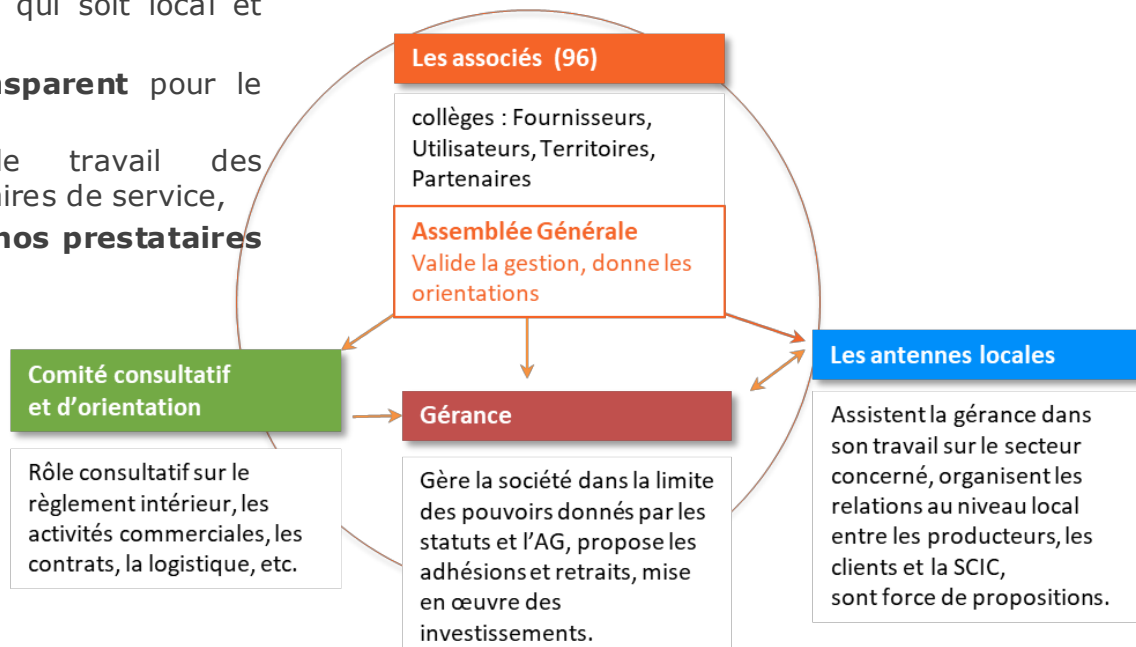 qui soit local et
nsparent pour le
le travail des
aires de service,
nos prestataires
Les associés (96)
collèges : Fournisseurs,
Utilisateurs, Territoires,
Partenaires
Assemblée Générale
Valide la gestion, donne les
orientations
Comité consultatif
et d’orientation
Rôle consultatif sur le
règlement intérieur, les
activités commerciales, les
contrats, la logistique, etc.
Gérance
Gère la société dans la limite
des pouvoirs donnés par les
statuts et l’AG, propose les
adhésions et retraits, mise
en œuvre des
investissements.
Les antennes locales
Assistent la gérance dans
son travail sur le secteur
concerné, organisent les
relations au niveau local
entre les producteurs, les
clients et la SCIC,
sont force de propositions.